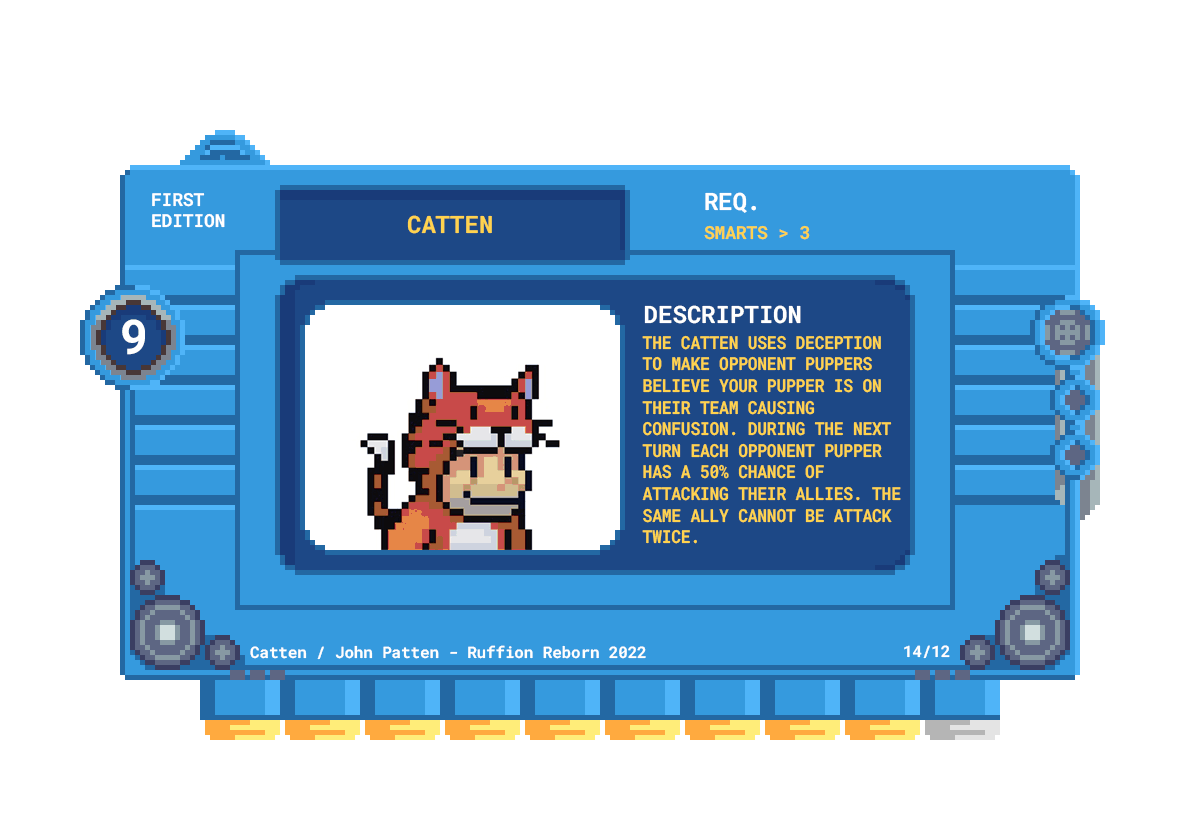 FIRST
EDITION
CATTEN
REQ.
SMARTS > 3
9
DESCRIPTION
THE CATTEN USES DECEPTION
TO MAKE OPPONENT PUPPERS
BELIEVE YOUR PUPPER IS ON
THEIR TEAM CAUSING
CONFUSION. DURING THE NEXT
TURN EACH OPPONENT PUPPER
HAS A 50% CHANCE OF
ATTACKING THEIR ALLIES. THE
SAME ALLY CANNOT BE ATTACK
TWICE.
Catten / John Patten - Ruffion Reborn 2022
14/12